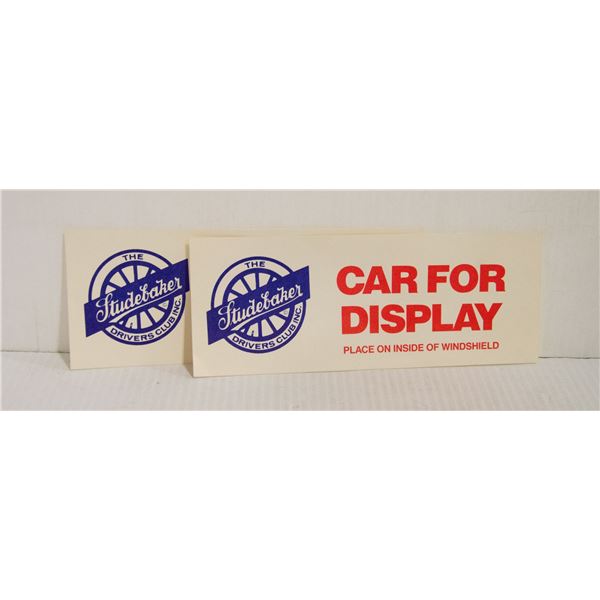 THE
Studebaker
DRIVERS CLUB INC.
THE
Studebaker
DRIVERS CLUB INC.
CAR FOR
DISPLAY
PLACE ON INSIDE OF WINDSHIELD